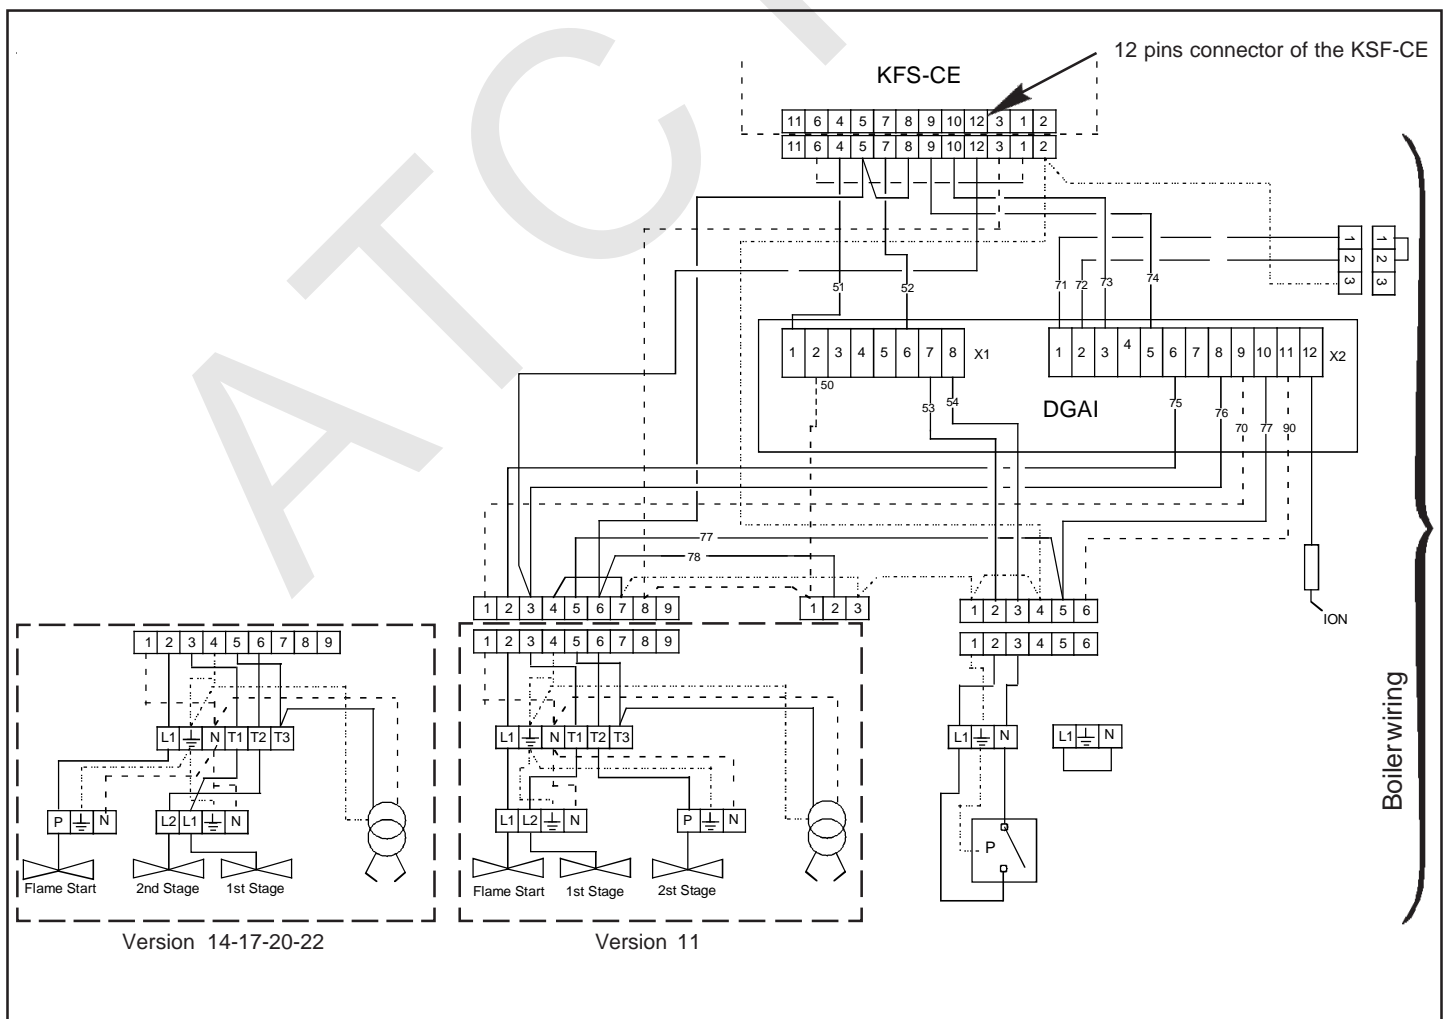 ATC
12 pins connector of the KSF-CE
KFS-CE
11 6 4 5 7 8 9 10 12 3 1 2
11 6 4 5 7 8 9 10 12 3 1 2
1 1
2 2
3 3
51 52 71 72 73 74
1 2 3 4 5 6 7 8 X1
1 2 3 4 5 6 7 8 9 10 11 12 X2
50 53 54 DGAI 75 76 70 77 90
77
78
ION
1 2 3 4 5 6 7 8 9
1 2 3
1 2 3 4 5 6
1 2 3 4 5 6 7 8 9
1 2 3 4 5 6 7 8 9
1 2 3 4 5 6
L1 N T1 T2 T3
L1 N T1 T2 T3
L1 N
L1 N
P N
L2 L1 N
L1 L2 N
P N
P
Flame Start 2nd Stage 1st Stage
Flame Start 1st Stage 2st Stage
Version 14-17-20-22
Version 11
Boiler wiring